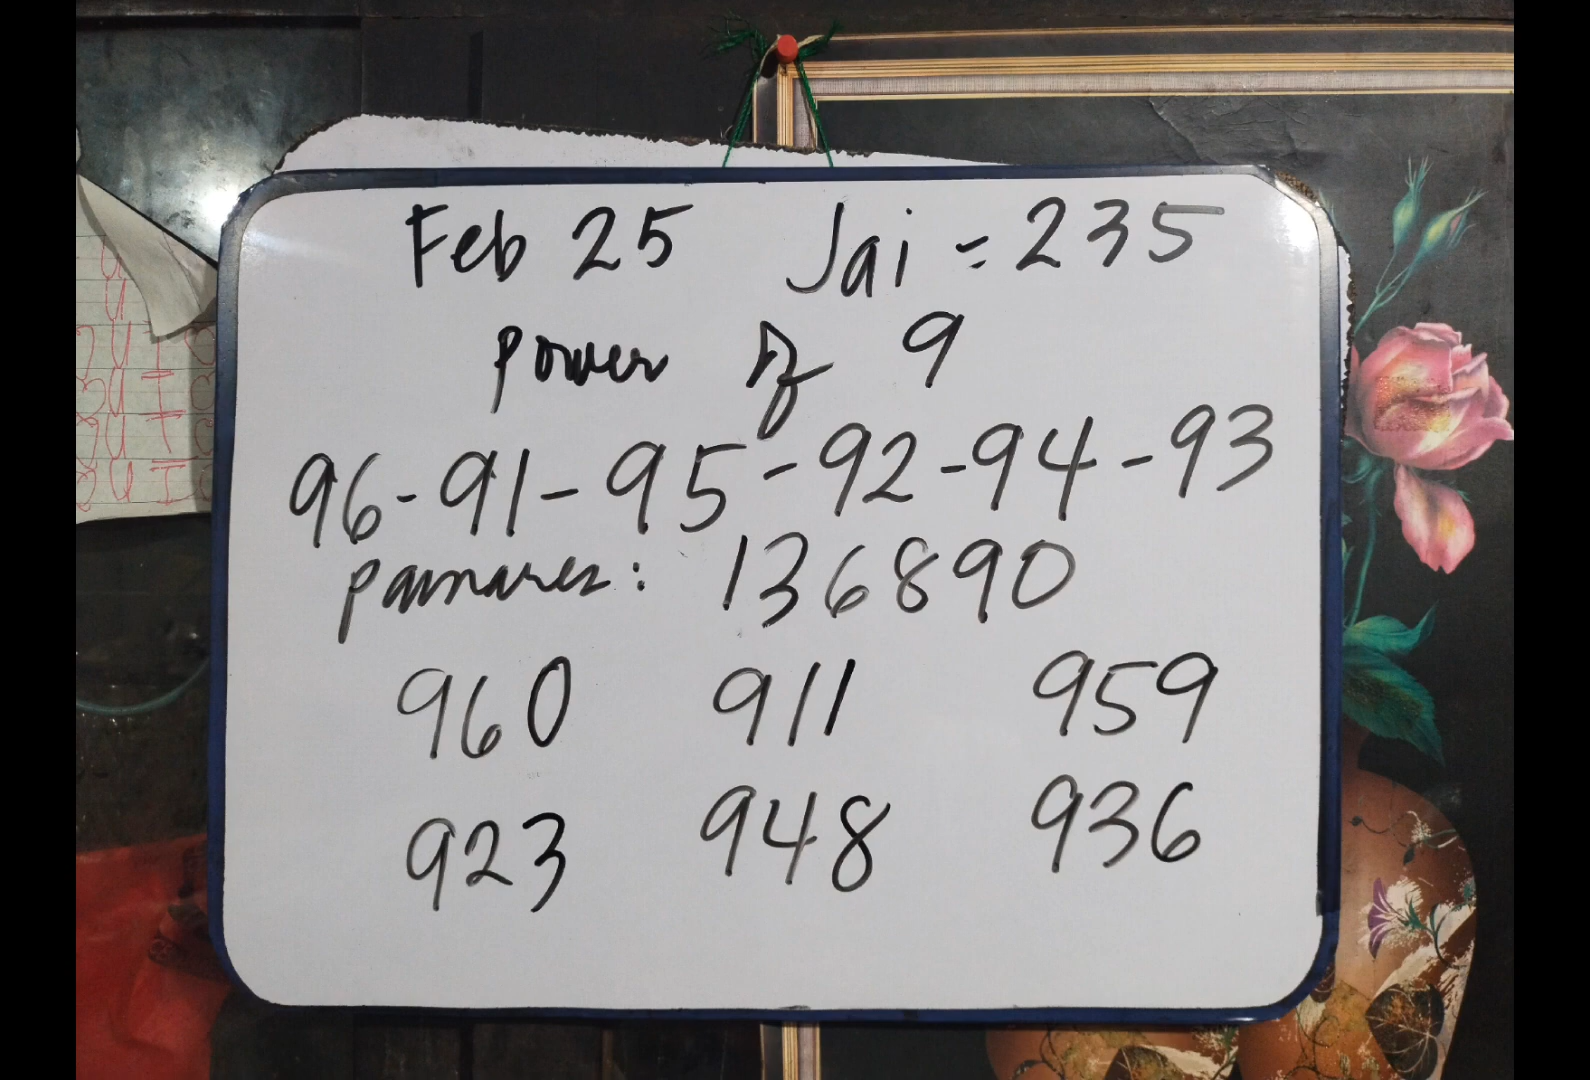 Feb 25 Jai = 235
power of 9
96-91-95-92-94-93
pamares: 136890
960 911 959
923 948 936